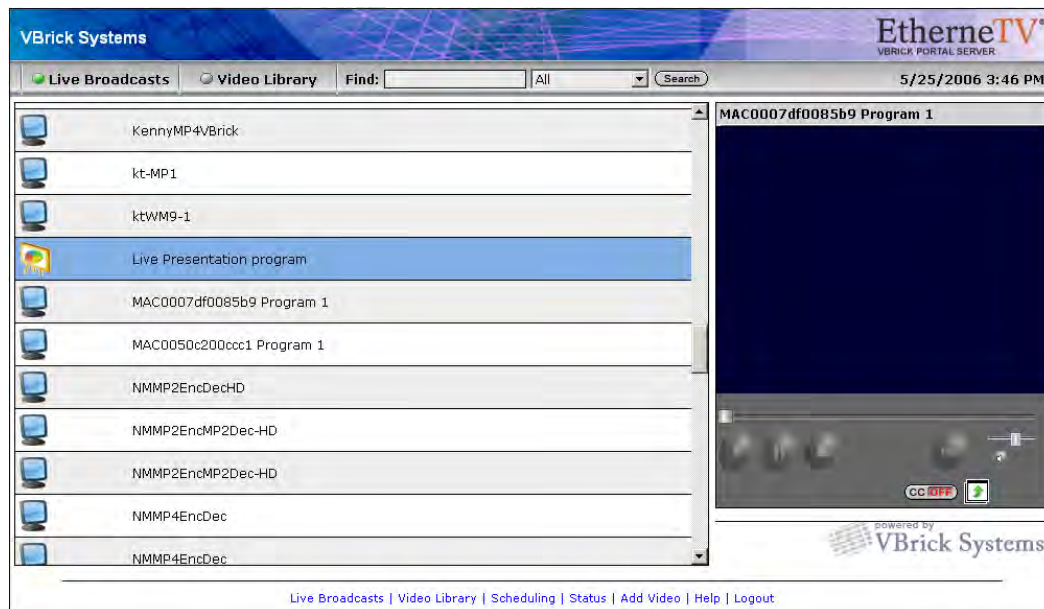 VBrick Systems
EtherneTV®
VBRICK PORTAL SERVER
Live Broadcasts Video Library Find: All Search 5/25/2006 3:46 PM
MAC0007df0085b9 Program 1
KennyMP4VBrick
kt-MP1
ktWM9-1
Live Presentation program
MAC0007df0085b9 Program 1
MAC0050c200ccc1 Program 1
NMMP2EncDecHD
NMMP2EncMP2Dec-HD
NMMP2EncMP2Dec-HD
NMMP4EncDec
NMMP4EncDec
CC OFF
powered by
VBrick Systems
Live Broadcasts | Video Library | Scheduling | Status | Add Video | Help | Logout